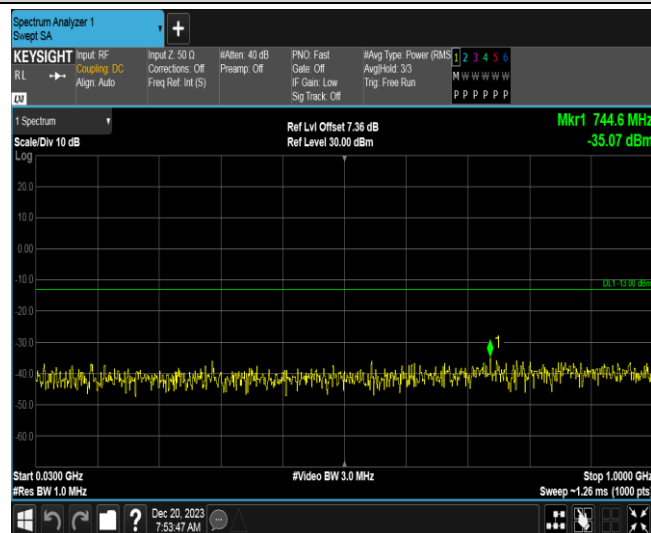 Spectrum Analyzer 1
Swept SA
+
KEYSIGHT
RL
Input: RF
Coupling: DC
Align: Auto
Input Z: 50 Ω
Corrections: Off
Freq Ref: Int (S)
#Atten: 40 dB
Preamp: Off
PNO: Fast
Gate: Off
IF Gain: Low
Sig Track: Off
#Avg Type: Power (RMS
Avg|Hold: 3/3
Trig: Free Run
1 2 3 4 5 6
M W W W W W
P P P P P P
1 Spectrum
Scale/Div 10 dB
Ref Lvl Offset 7.36 dB
Ref Level 30.00 dBm
Mkr1 744.6 MHz
-35.07 dBm
Log
20.0
10.0
0.00
-10.0
DL1 -13.00 dBm
-20.0
-30.0
1
-40.0
-50.0
-60.0
Start 0.0300 GHz
#Res BW 1.0 MHz
#Video BW 3.0 MHz
Stop 1.0000 GHz
Sweep ~1.26 ms (1000 pts)
?
Dec 20, 2023
7:53:47 AM